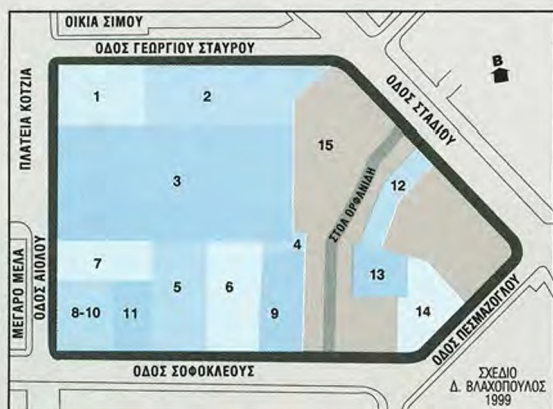 ΟΙΚΙΑ ΣΙΜΟΥ
ΟΔΟΣ ΓΕΩΡΓΙΟΥ ΣΤΑΥΡΟΥ
ΠΛΑΤΕΙΑ ΚΟΤΖΙΑ
ΟΔΟΣ ΣΤΑΔΙΟΥ
Β
1
2
15
3
12
ΣΤΟΑ ΟΡΦΑΝΙΔΗ
4
7
13
5
6
9
8-10
11
14
ΜΕΓΑΡΟ ΜΕΛΑ
ΟΔΟΣ ΑΙΟΛΟΥ
ΟΔΟΣ ΠΕΣΜΑΖΟΓΛΟΥ
ΟΔΟΣ ΣΟΦΟΚΛΕΟΥΣ
ΣΧΕΔΙΟ
Δ. ΒΛΑΧΟΠΟΥΛΟΣ
1999